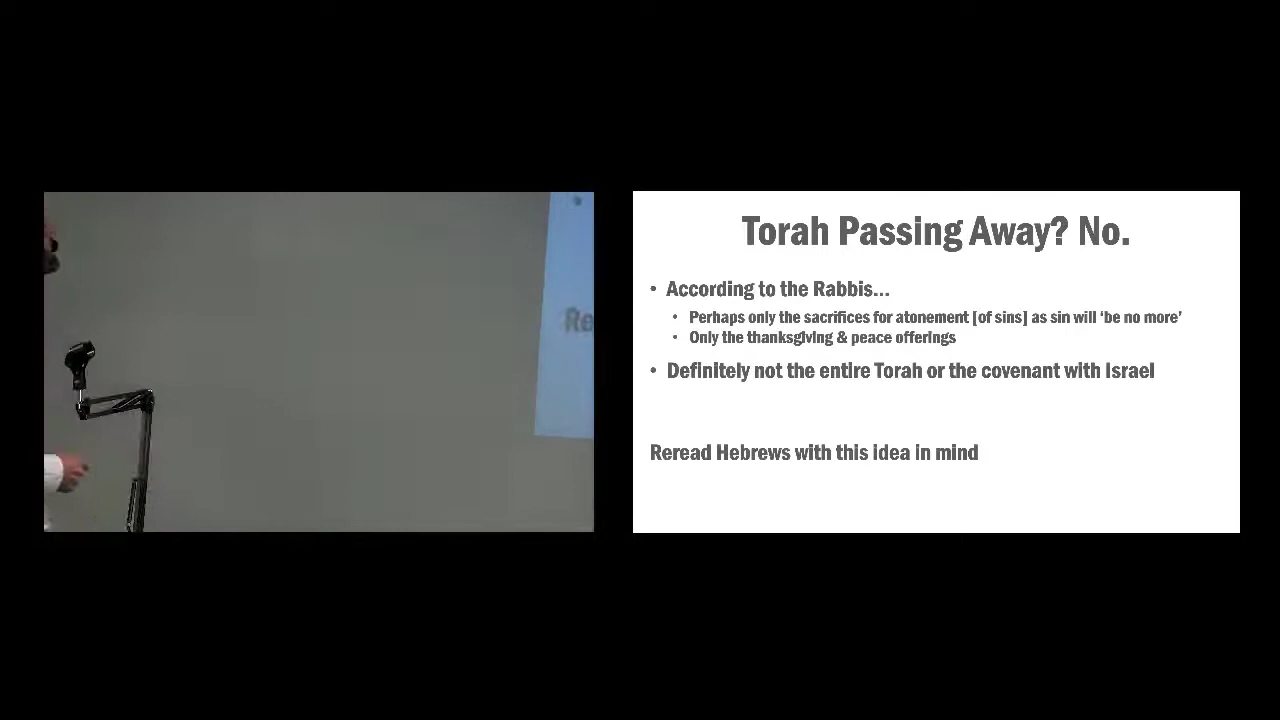 Torah Passing Away? No.
• According to the Rabbis...
• Perhaps only the sacrifices for atonement [of sins] as sin will ‘be no more’
• Only the thanksgiving & peace offerings
• Definitely not the entire Torah or the covenant with Israel
Reread Hebrews with this idea in mind
Re